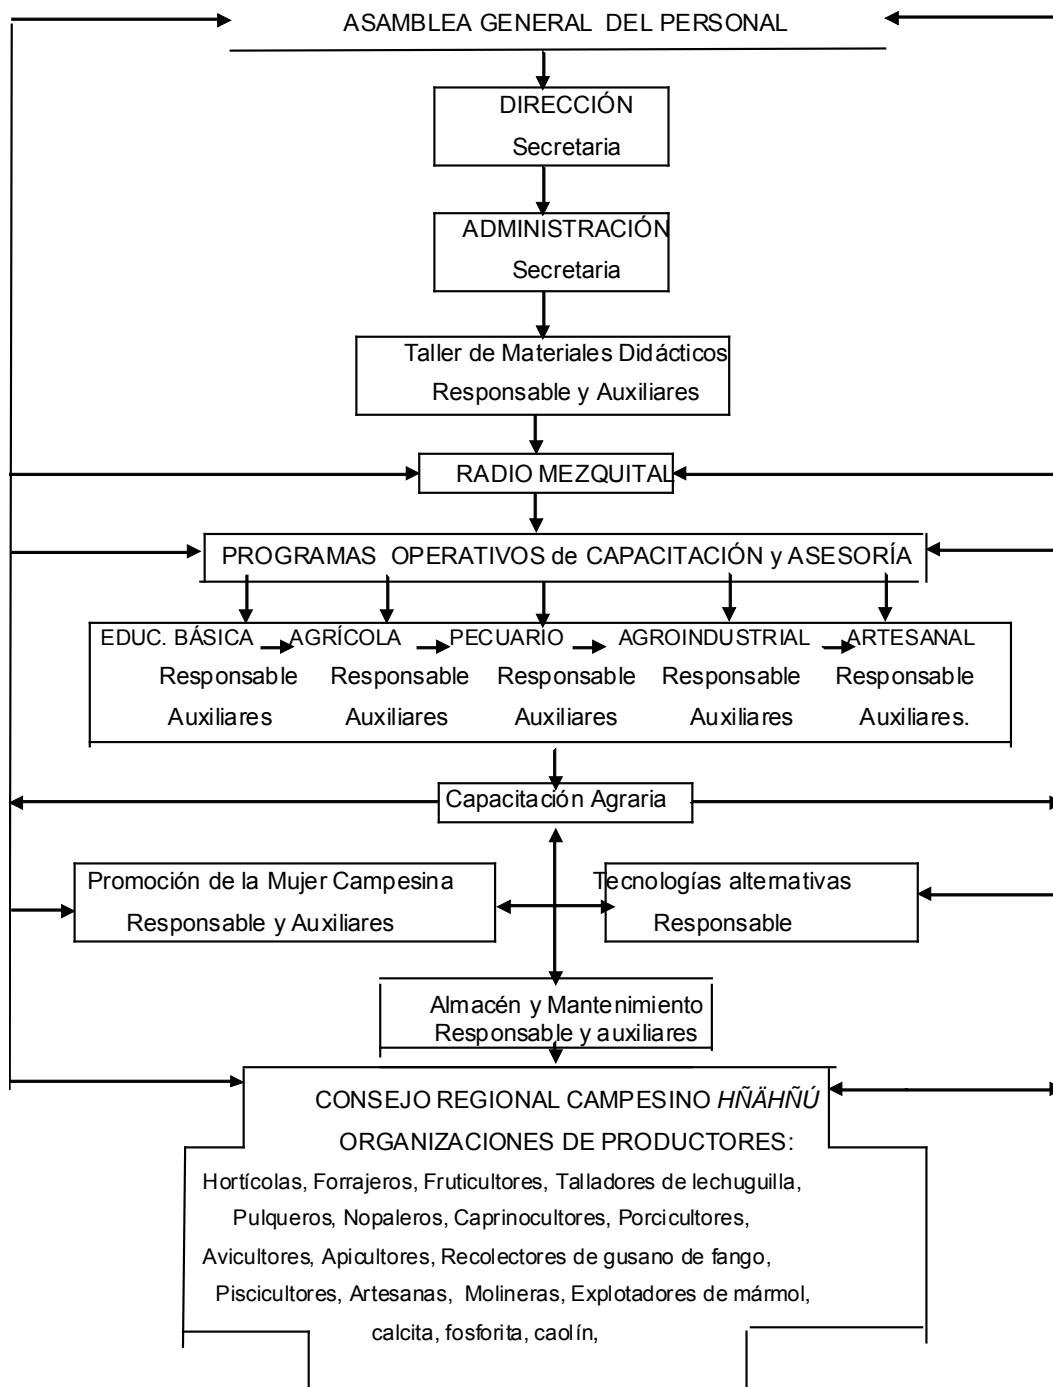 ASAMBLEA GENERAL DEL PERSONAL
DIRECCIÓN
Secretaria
ADMINISTRACIÓN
Secretaria
Taller de Materiales Didácticos
Responsable y Auxiliares
RADIO MEZQUITAL
PROGRAMAS OPERATIVOS de CAPACITACIÓN y ASESORÍA
EDUC. BÁSICA AGRÍCOLA PECUARIO AGROINDUSTRIAL ARTESANAL
Responsable Responsable Responsable Responsable Responsable
Auxiliares Auxiliares Auxiliares Auxiliares Auxiliares.
Capacitación Agraria
Promoción de la Mujer Campesina
Responsable y Auxiliares
Tecnologías alternativas
Responsable
Almacén y Mantenimiento
Responsable y auxiliares
CONSEJO REGIONAL CAMPESINO HÑÄHÑÚ
ORGANIZACIONES DE PRODUCTORES:
Hortícolas, Forrajeros, Fruticultores, Talladores de lechuguilla,
Pulqueros, Nopaleros, Caprinocultores, Porcicultores,
Avicultores, Apicultores, Recolectores de gusano de fango,
Piscicultores, Artesanas, Molineras, Explotadores de mármol,
calcita, fosforita, caolín,